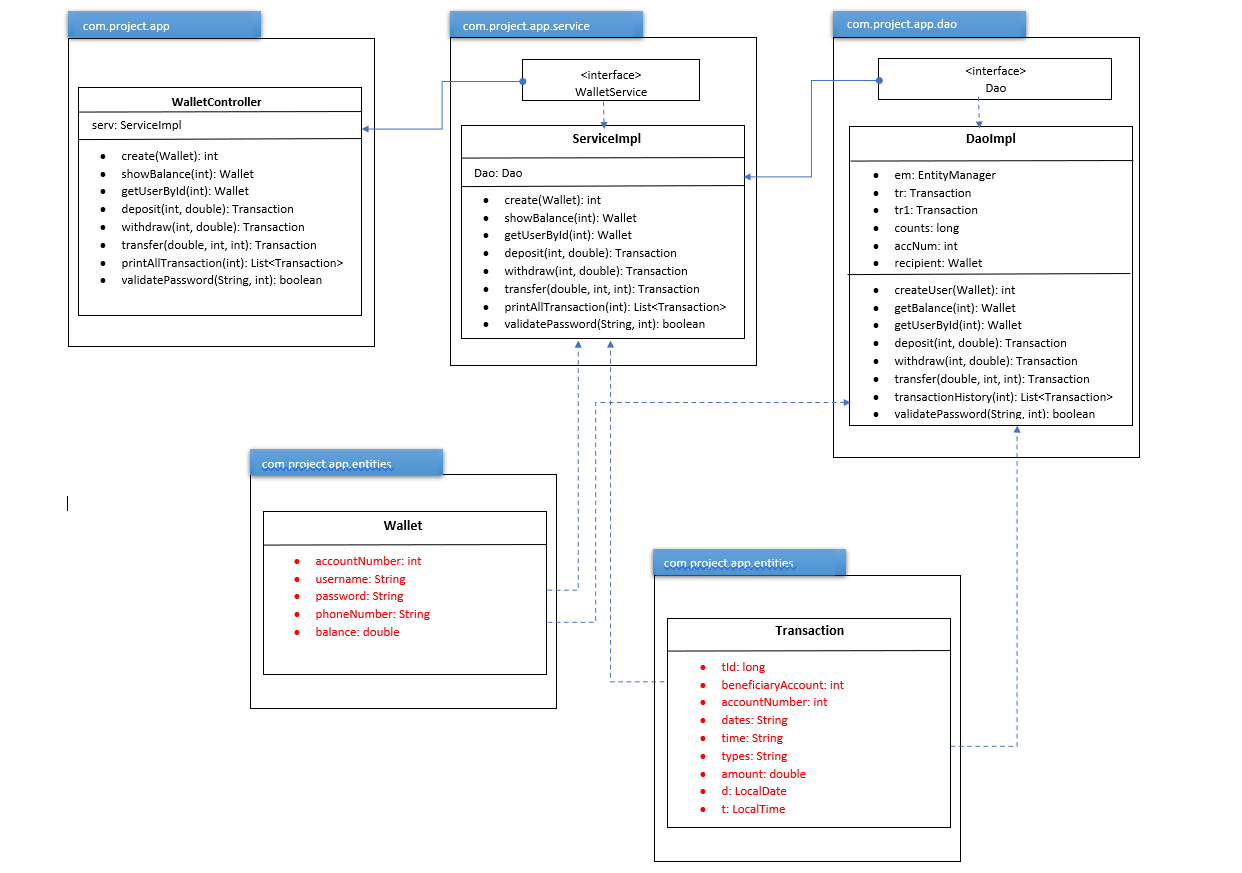 com.project.app
WalletController
serv: ServiceImpl
• create(Wallet): int
• showBalance(int): Wallet
• getUserById(int): Wallet
• deposit(int, double): Transaction
• withdraw(int, double): Transaction
• transfer(double, int, int): Transaction
• printAllTransaction(int): List<Transaction>
• validatePassword(String, int): boolean
com.project.app.service
<interface>
WalletService
ServiceImpl
Dao: Dao
• create(Wallet): int
• showBalance(int): Wallet
• getUserById(int): Wallet
• deposit(int, double): Transaction
• withdraw(int, double): Transaction
• transfer(double, int, int): Transaction
• printAllTransaction(int): List<Transaction>
• validatePassword(String, int): boolean
com.project.app.dao
<interface>
Dao
DaoImpl
• em: EntityManager
• tr: Transaction
• tr1: Transaction
• counts: long
• accNum: int
• recipient: Wallet
• createUser(Wallet): int
• getBalance(int): Wallet
• getUserById(int): Wallet
• deposit(int, double): Transaction
• withdraw(int, double): Transaction
• transfer(double, int, int): Transaction
• transactionHistory(int): List<Transaction>
• validatePassword(String, int): boolean
com.project.app.entities
Wallet
• accountNumber: int
• username: String
• password: String
• phoneNumber: String
• balance: double
com.project.app.entities
Transaction
• tId: long
• beneficiaryAccount: int
• accountNumber: int
• dates: String
• time: String
• types: String
• amount: double
• d: LocalDate
• t: LocalTime